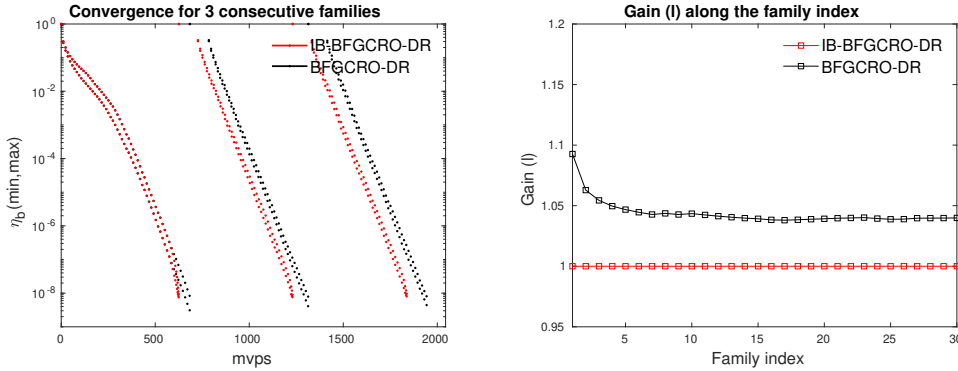 Convergence for 3 consecutive families
10^0
10^-2
10^-4
10^-6
10^-8
η_b(min,max)
IB-BFGCRO-DR
BFGCRO-DR
0 500 1000 1500 2000
mvps
Gain (l) along the family index
1.2
1.15
1.1
1.05
1
0.95
Gain (l)
IB-BFGCRO-DR
BFGCRO-DR
5 10 15 20 25 30
Family index